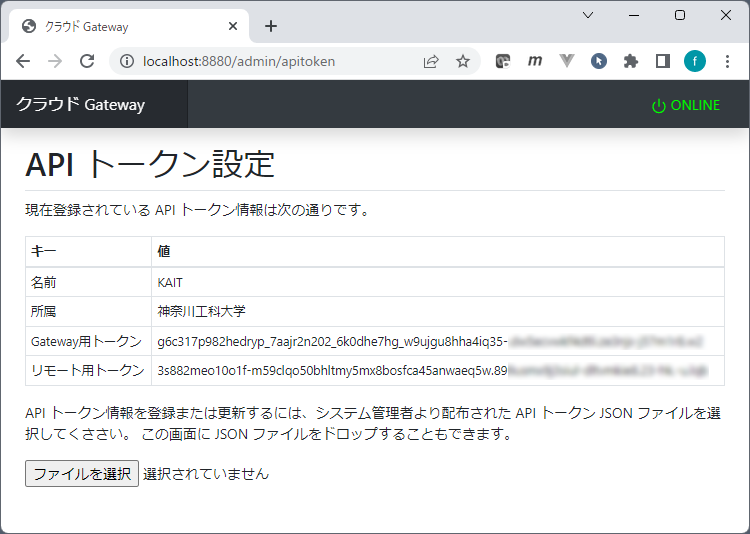 クラウド Gateway
localhost:8880/admin/apitoken
クラウド Gateway
ONLINE
API トークン設定
現在登録されている API トークン情報は次の通りです。
キー 値
名前 KAIT
所属 神奈川工科大学
Gateway用トークン g6c317p982hedryp_7aajr2n202_6k0dhe7hg_w9ujgu8hha4iq35-
リモート用トークン 3s882meo10o1f-m59clqo50bhltmy5mx8bosfca45anwaeq5w.89
API トークン情報を登録または更新するには、システム管理者より配布された API トークン JSON ファイルを選
択してくささい。 この画面に JSON ファイルをドロップすることもできます。
ファイルを選択 選択されていません